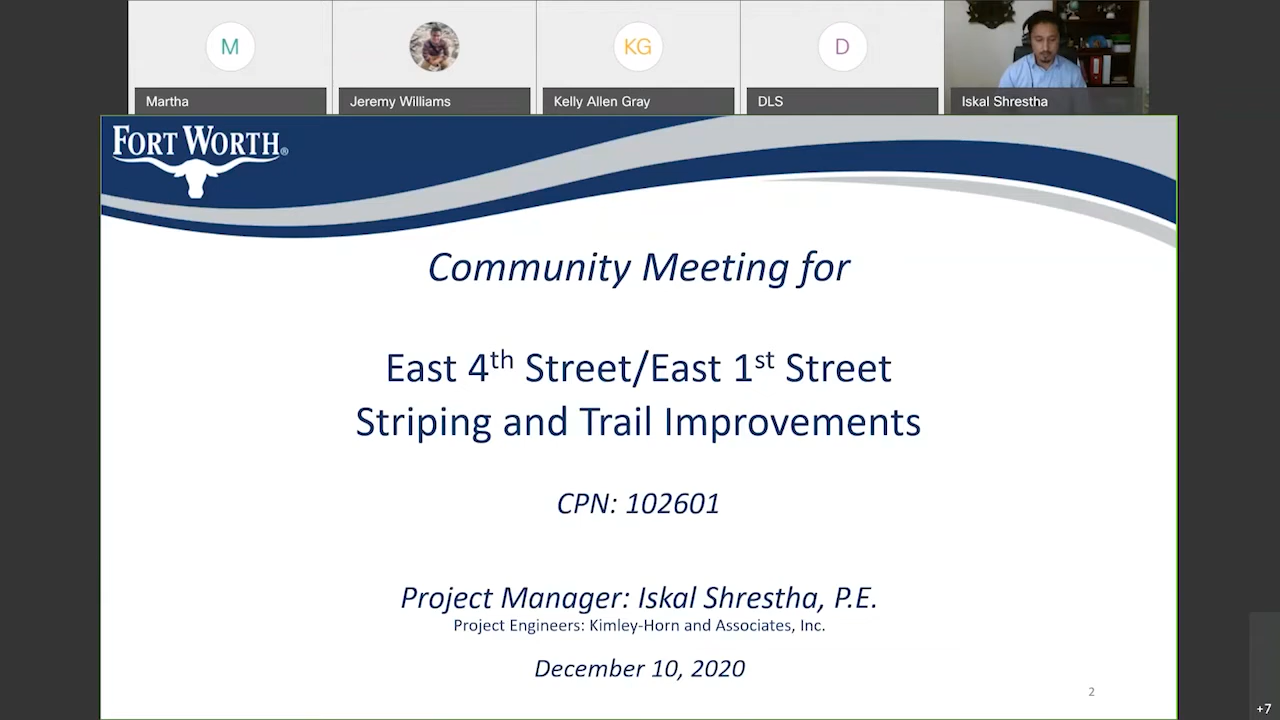 M
KG
D
Martha
Jeremy Williams
Kelly Allen Gray
DLS
Iskal Shrestha
FORT WORTH®
Community Meeting for
East 4th Street/East 1st Street
Striping and Trail Improvements
CPN: 102601
Project Manager: Iskal Shrestha, P.E.
Project Engineers: Kimley-Horn and Associates, Inc.
December 10, 2020
2
+7